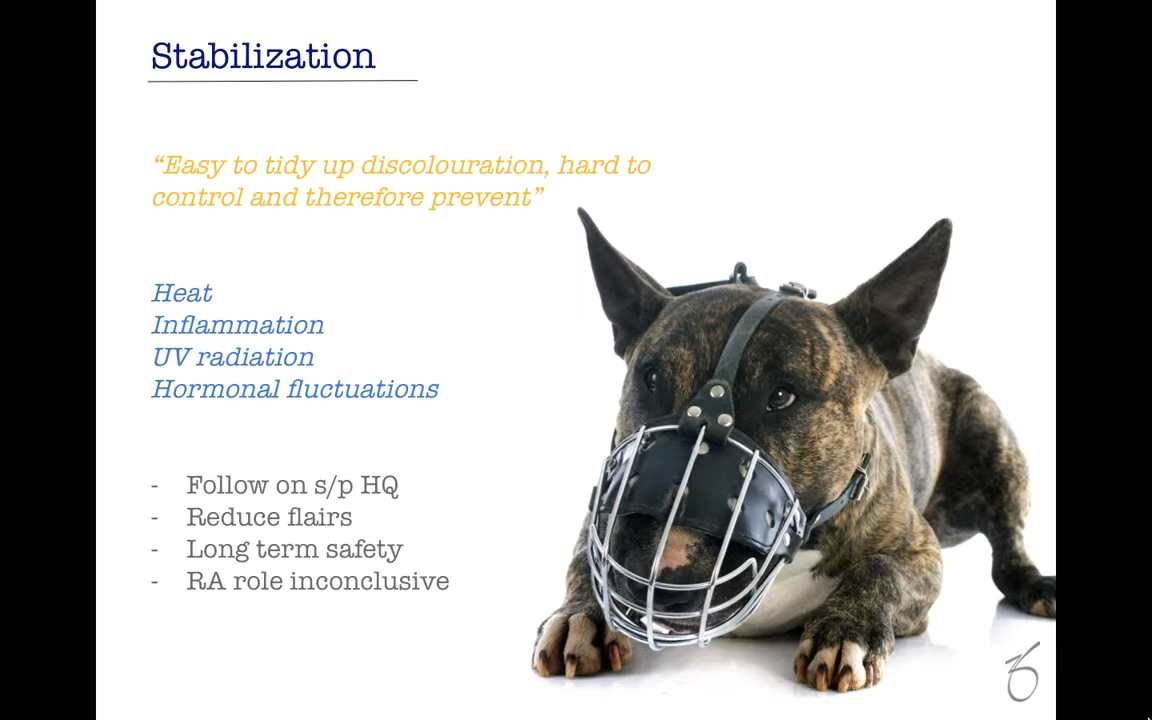 Stabilization
“Easy to tidy up discolouration, hard to
control and therefore prevent”
Heat
Inflammation
UV radiation
Hormonal fluctuations
- Follow on s/p HQ
- Reduce flairs
- Long term safety
- RA role inconclusive